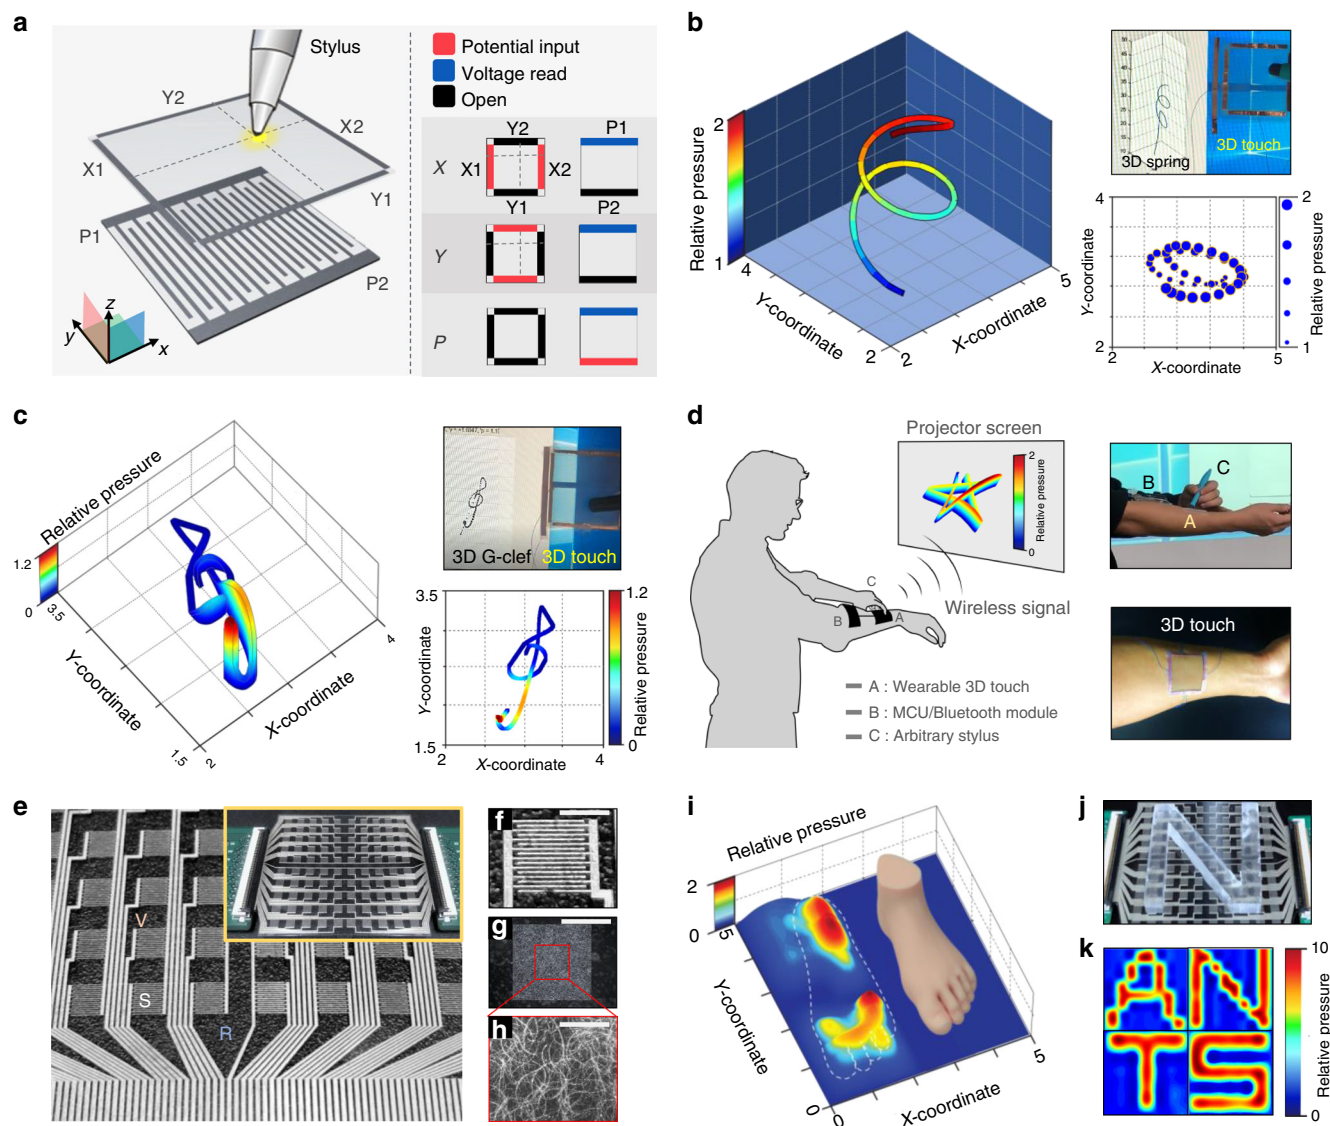 a
Stylus
Y2
X2
X1
Y1
P1
P2
z
y
x
Potential input
Voltage read
Open
Y2
P1
X
X1
X2
Y1
P2
Y
P
b
Relative pressure
2
1
4
Y-coordinate
2
2
X-coordinate
5
3D spring
3D touch
4
Y-coordinate
2
2
X-coordinate
5
2
Relative pressure
1
c
Relative pressure
1.2
0
3.5
Y-coordinate
1.5
2
X-coordinate
4
3D G-clef
3D touch
3.5
Y-coordinate
1.5
2
X-coordinate
4
1.2
Relative pressure
0
d
Projector screen
2
Relative pressure
0
Wireless signal
C
B
A
A : Wearable 3D touch
B : MCU/Bluetooth module
C : Arbitrary stylus
C
B
A
3D touch
e
V
S
R
f
g
h
i
Relative pressure
2
0
5
Y-coordinate
0
0
X-coordinate
5
j
k
10
Relative pressure
0
A N
T S